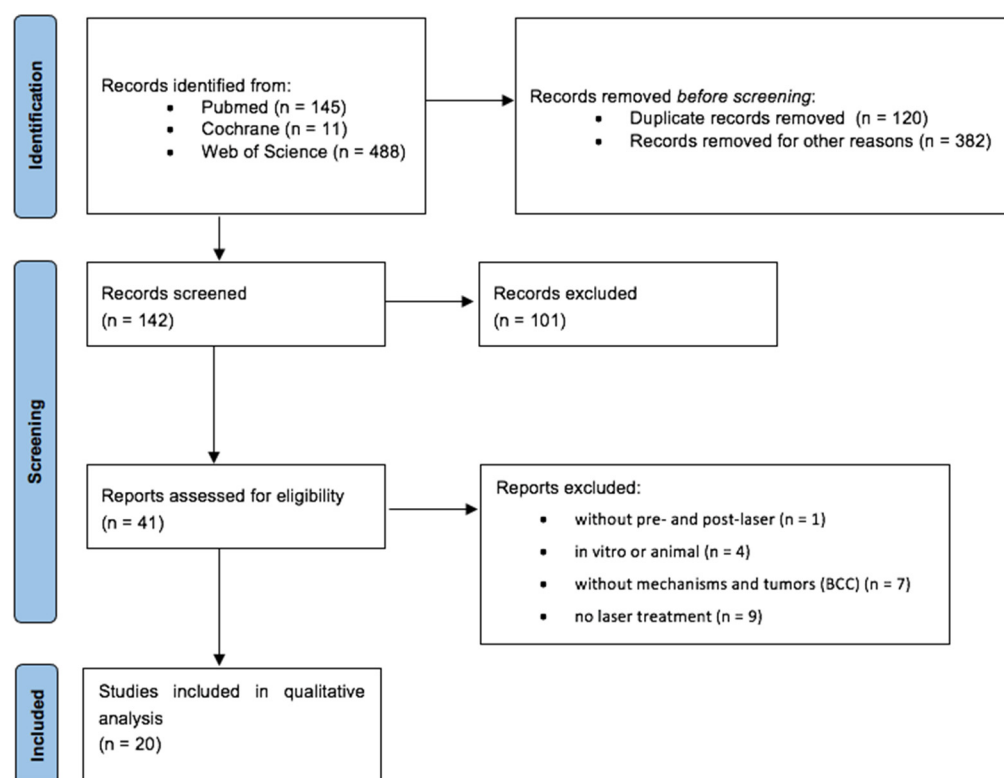 Identification
Records identified from:
▪ Pubmed (n = 145)
▪ Cochrane (n = 11)
▪ Web of Science (n = 488)
Records removed before screening:
▪ Duplicate records removed (n = 120)
▪ Records removed for other reasons (n = 382)
Screening
Records screened
(n = 142)
Records excluded
(n = 101)
Reports assessed for eligibility
(n = 41)
Reports excluded:
▪ without pre- and post-laser (n = 1)
▪ in vitro or animal (n = 4)
▪ without mechanisms and tumors (BCC) (n = 7)
▪ no laser treatment (n = 9)
Included
Studies included in qualitative
analysis
(n = 20)